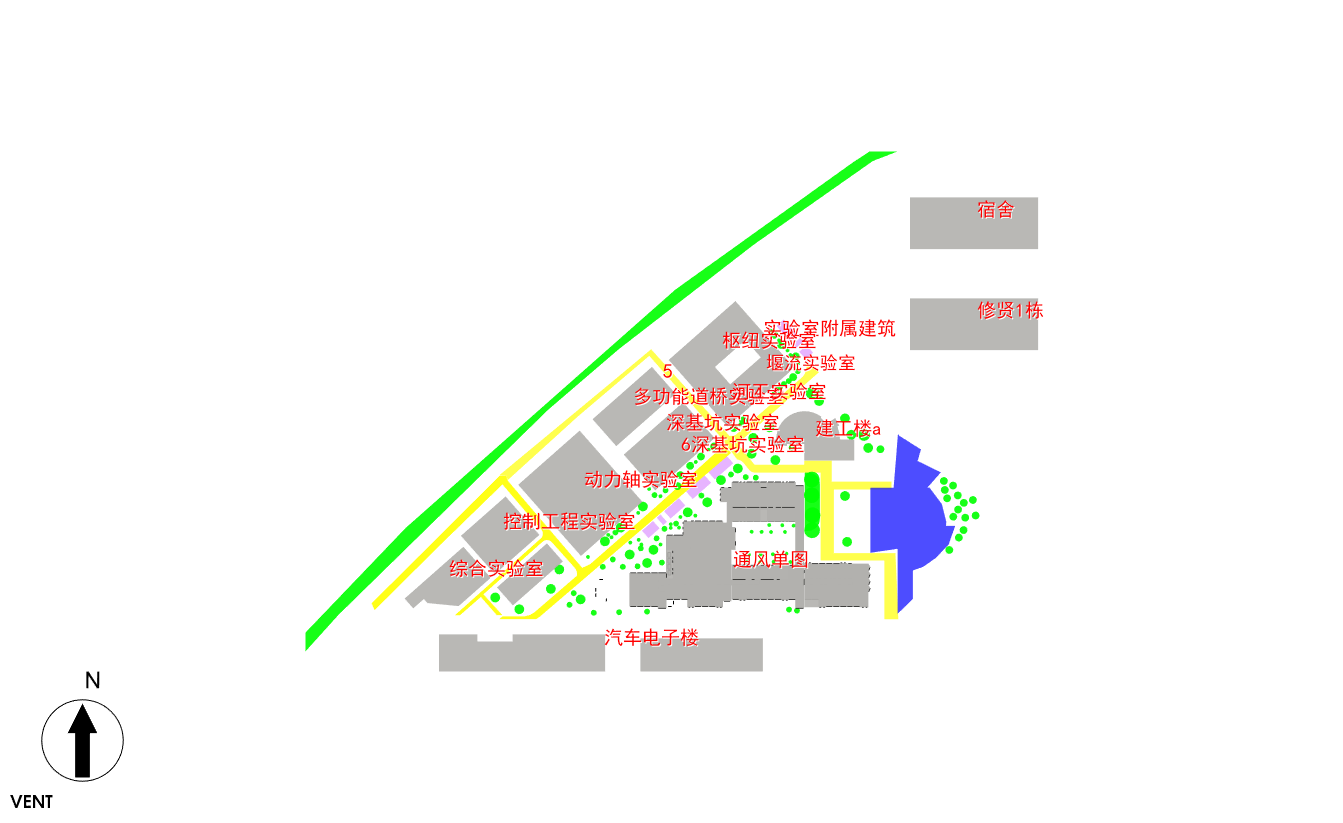 宿舍
修贤1栋
实验室附属建筑
枢纽实验室
堰流实验室
5
多功能道桥实验室
河工实验室
深基坑实验室
建工楼a
6深基坑实验室
动力轴实验室
控制工程实验室
通风单图
综合实验室
汽车电子楼
N
VENT